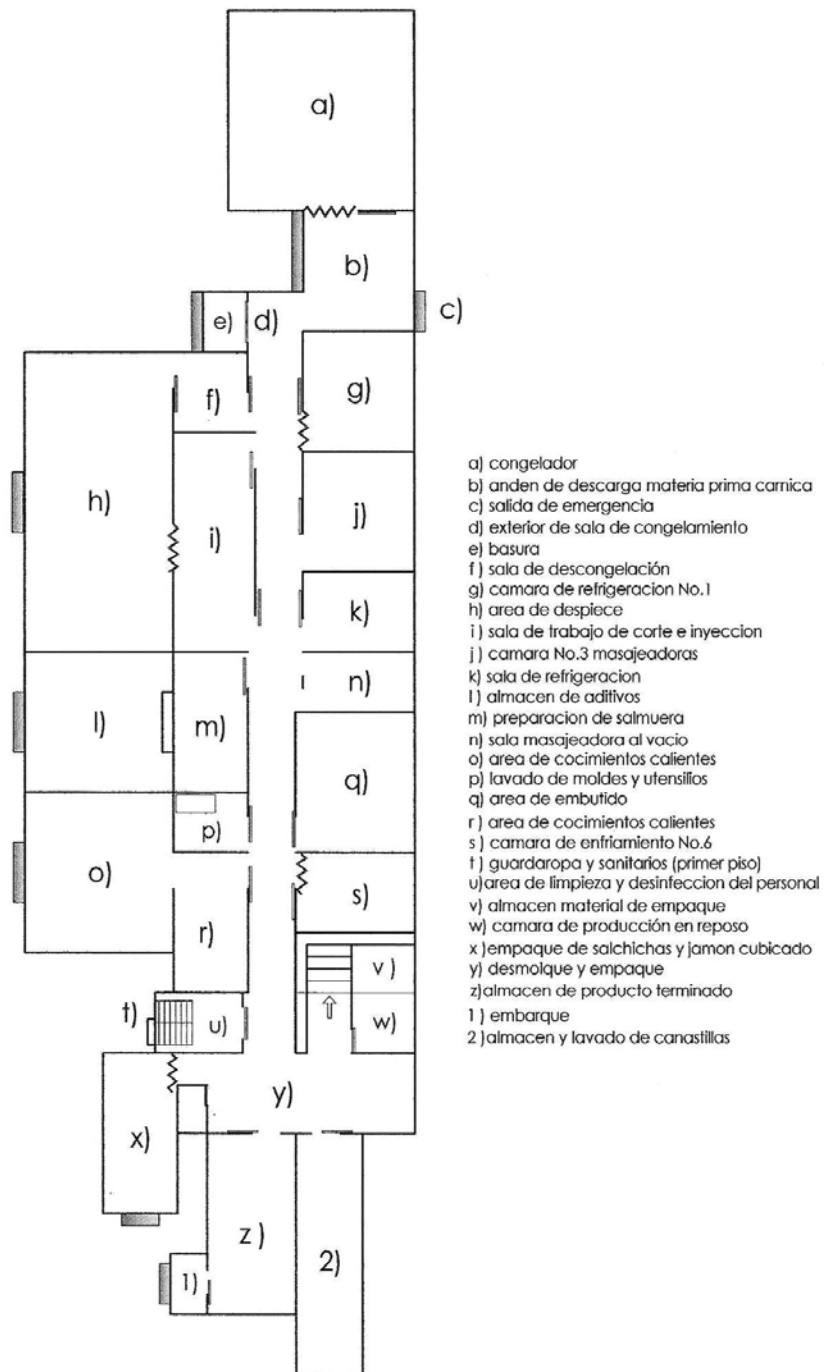 a)
b)
c)
e)
d)
f)
g)
h)
i)
j)
k)
l)
m)
n)
o)
p)
q)
r)
s)
t)
u)
v)
w)
x)
y)
z)
1)
2)
a) congelador
b) anden de descarga materia prima carnica
c) salida de emergencia
d) exterior de sala de congelamiento
e) basura
f) sala de descongelación
g) camara de refrigeracion No.1
h) area de despiece
i) sala de trabajo de corte e inyeccion
j) camara No.3 masajeadoras
k) sala de refrigeracion
l) almacen de aditivos
m) preparacion de salmuera
n) sala masajeadora al vacio
o) area de cocimientos calientes
p) lavado de moldes y utensilios
q) area de embutido
r) area de cocimientos calientes
s) camara de enfriamiento No.6
t) guardaropa y sanitarios (primer piso)
u)area de limpieza y desinfeccion del personal
v) almacen material de empaque
w) camara de producción en reposo
x)empaque de salchichas y jamon cubicado
y) desmolque y empaque
z)almacen de producto terminado
1) embarque
2)almacen y lavado de canastillas